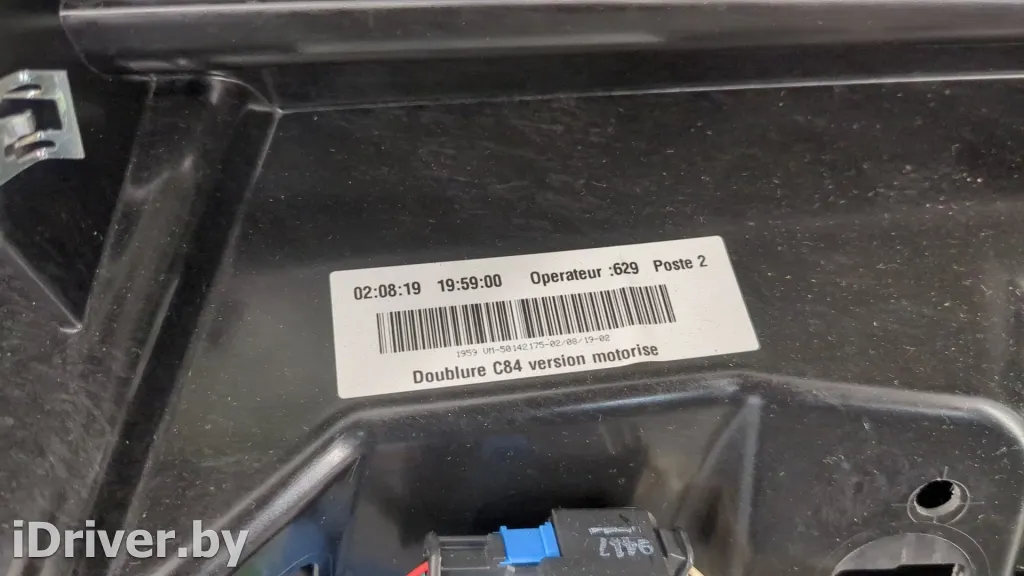 02:08:19 19:59:00 Operateur :629 Poste 2
1959 VM-50142175-02/08/19-02
Doublure C84 version motorise
9417
iDriver.by